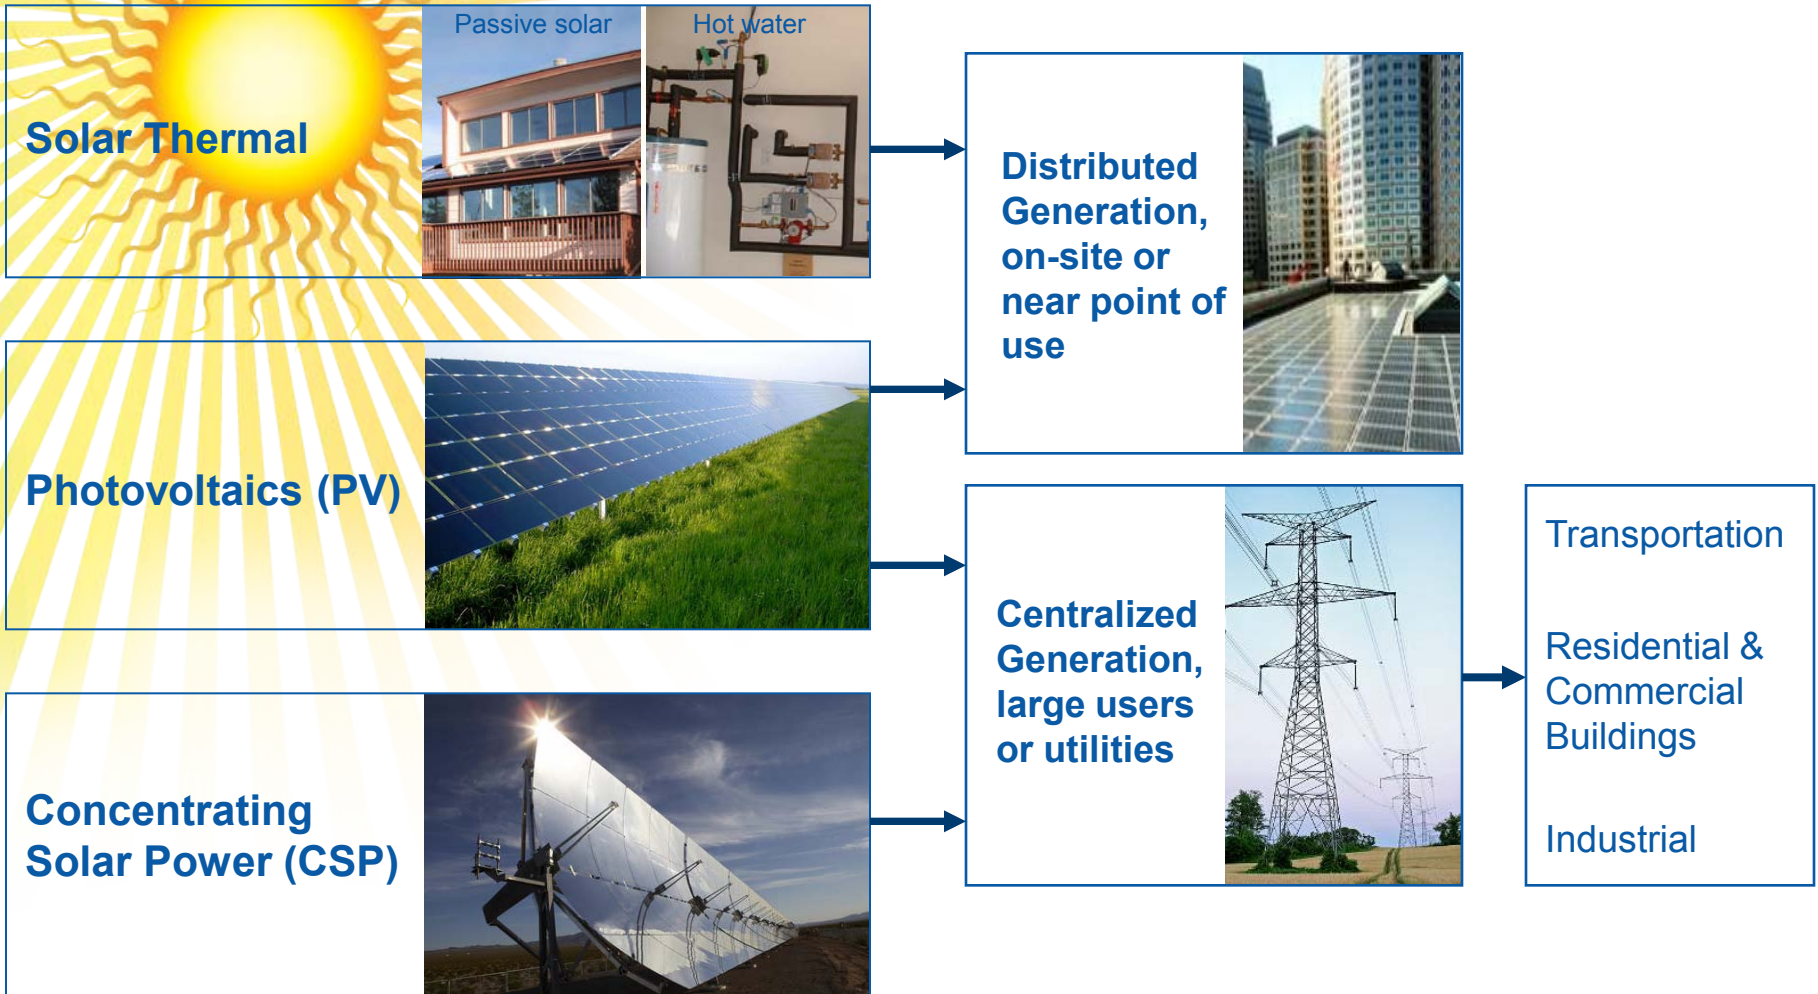 Passive solar
Hot water
Solar Thermal
Distributed
Generation,
on-site or
near point of
use
Photovoltaics (PV)
Centralized
Generation,
large users
or utilities
Transportation
Residential &
Commercial
Buildings
Industrial
Concentrating
Solar Power (CSP)